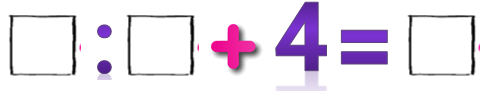 □ : □ + 4 = □